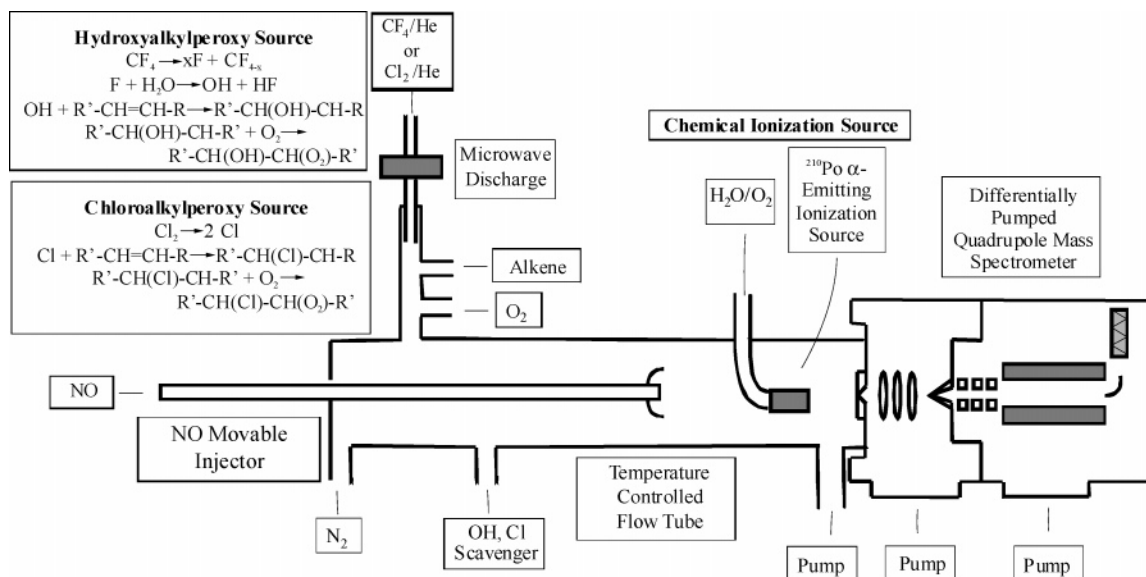 Hydroxyalkylperoxy Source
CF₄→xF + CF₄₋ₓ
F + H₂O→OH + HF
OH + R’-CH=CH-R→R’-CH(OH)-CH-R
R’-CH(OH)-CH-R’ + O₂→
R’-CH(OH)-CH(O₂)-R’
Chloroalkylperoxy Source
Cl₂→2 Cl
Cl + R’-CH=CH-R→R’-CH(Cl)-CH-R
R’-CH(Cl)-CH-R’ + O₂→
R’-CH(Cl)-CH(O₂)-R’
CF₄/He
or
Cl₂/He
Microwave
Discharge
Alkene
O₂
Chemical Ionization Source
H₂O/O₂
²¹⁰Po α-
Emitting
Ionization
Source
Differentially
Pumped
Quadrupole Mass
Spectrometer
NO
NO Movable
Injector
N₂
OH, Cl
Scavenger
Temperature
Controlled
Flow Tube
Pump
Pump
Pump